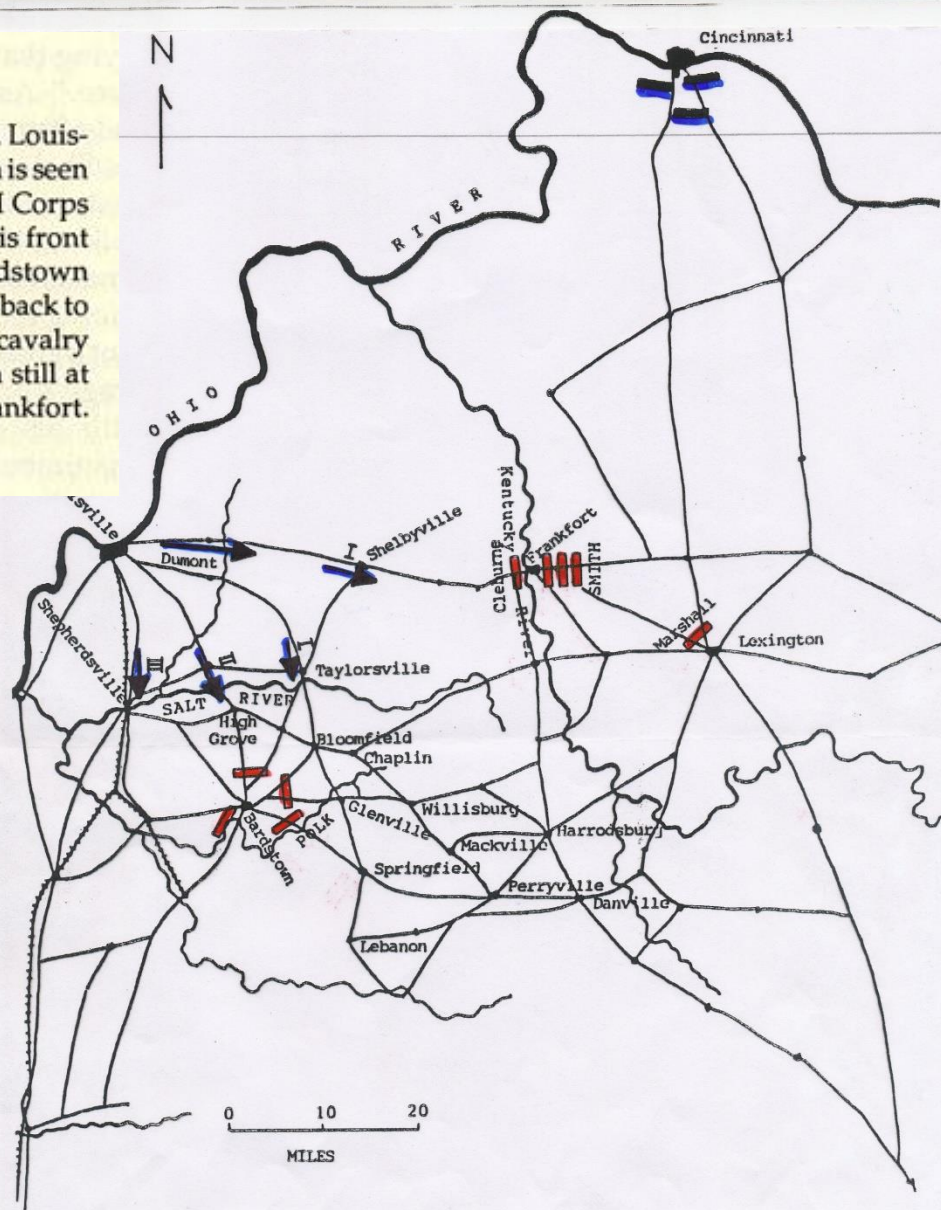 N
Cincinnati
Louis-
is seen
Corps
is front
dstown
back to
cavalry
still at
ankfort.
RIVER
OHIO
sville
Dumont
I
Shelbyville
Kentucky River
Cleburne
Frankfort
SMITH
Marshall
Lexington
Shepherdsville
III
II
I
Taylorsville
SALT RIVER
High
Grove
Bloomfield
Chaplin
Glenville
Willisburg
Bardstown
POLK
Mackville
Harrodsburg
Springfield
Perryville
Danville
Lebanon
0 10 20
MILES